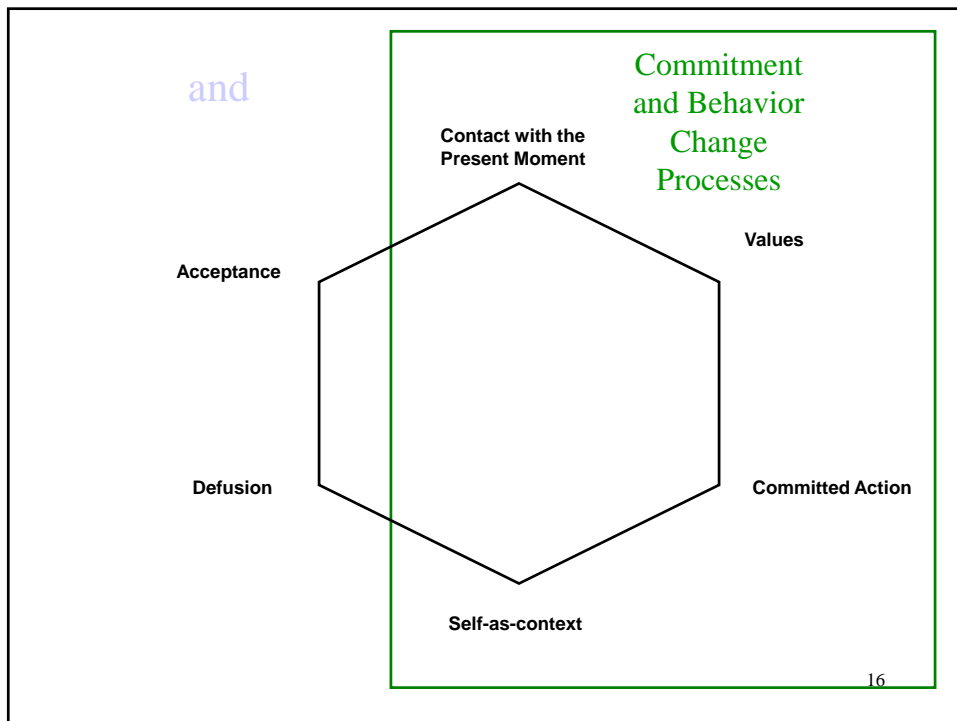 and
Commitment
and Behavior
Change
Processes
Contact with the
Present Moment
Values
Acceptance
Defusion
Committed Action
Self-as-context
16